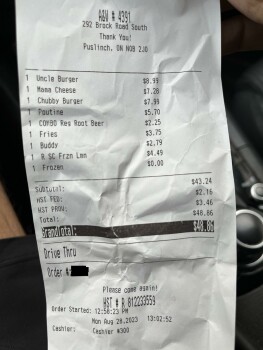 A&W # 4391
292 Brock Road South
Thank You!
Puslinch, ON N0B 2J0
1 Uncle Burger $8.99
1 Mama Cheese $7.28
1 Chubby Burger $7.99
1 Poutine $5.70
1 COMBO Reg Root Beer $2.25
1 Fries $3.75
1 Buddy $2.79
1 R SC Frzn Lmn $4.49
1 Frozen $0.00
Subtotal: $43.24
HST FED: $2.16
HST PROV: $3.46
Total: $48.86
Grandtotal: $48.86
Drive Thru
Order #:
Please come again!
HST # R 812233559
Order Started: 12:58:23 PM
Mon Aug 28,2023 13:02:52
Cashier: Cashier #300